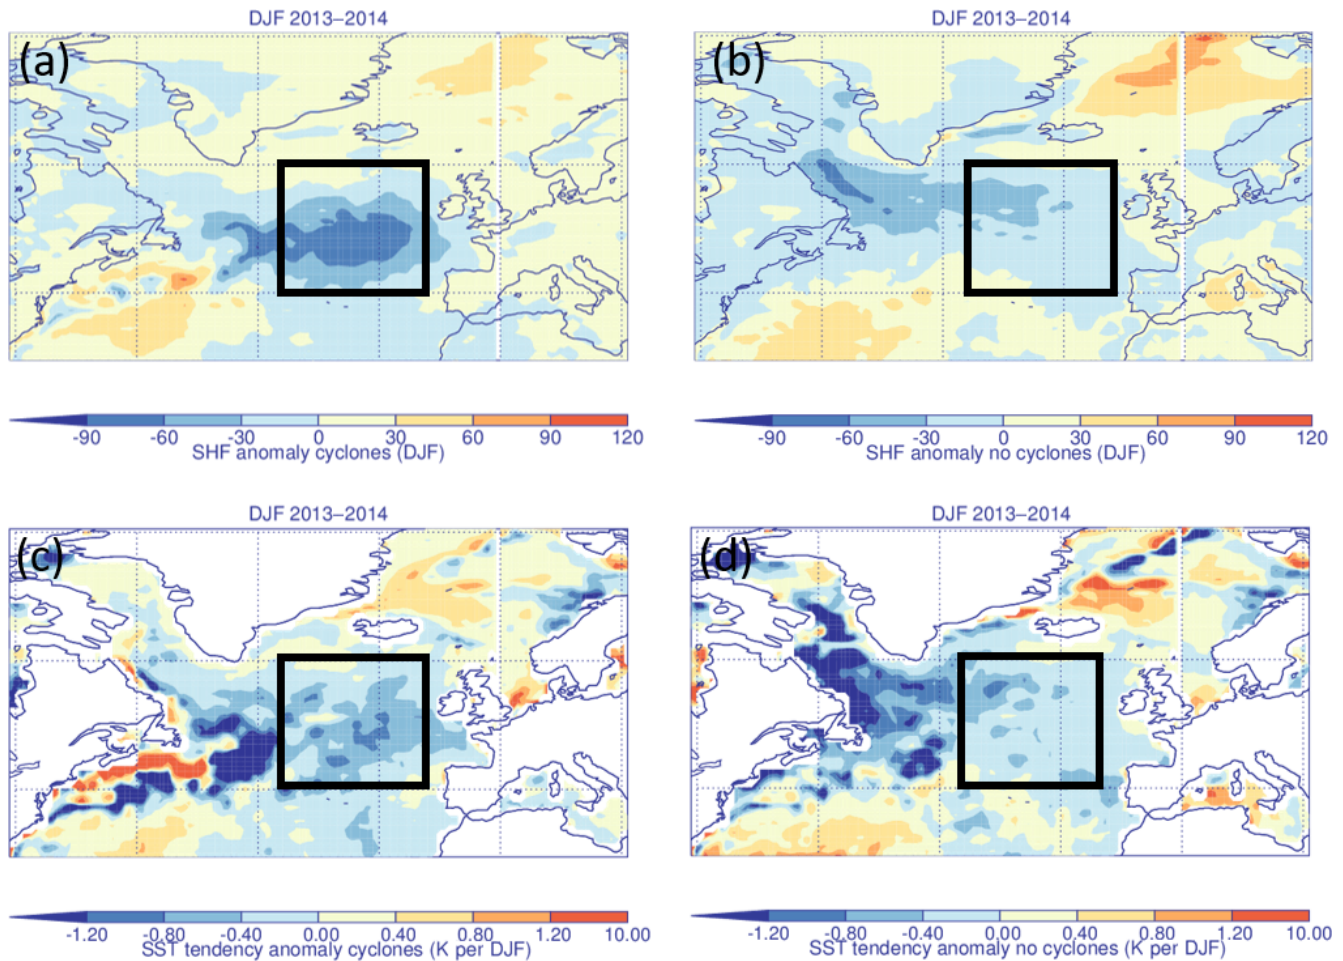 DJF 2013–2014
(a)
-90 -60 -30 0 30 60 90 120
SHF anomaly cyclones (DJF)
DJF 2013–2014
(b)
-90 -60 -30 0 30 60 90 120
SHF anomaly no cyclones (DJF)
DJF 2013–2014
(c)
-1.20 -0.80 -0.40 0.00 0.40 0.80 1.20 10.00
SST tendency anomaly cyclones (K per DJF)
DJF 2013–2014
(d)
-1.20 -0.80 -0.40 0.00 0.40 0.80 1.20 10.00
SST tendency anomaly no cyclones (K per DJF)